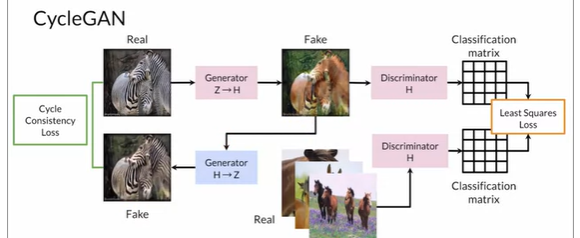 CycleGAN
Real
Fake
Classification
matrix
Generator
Z→H
Discriminator
H
Cycle
Consistency
Loss
Least Squares
Loss
Generator
H→Z
Discriminator
H
Fake
Real
Classification
matrix